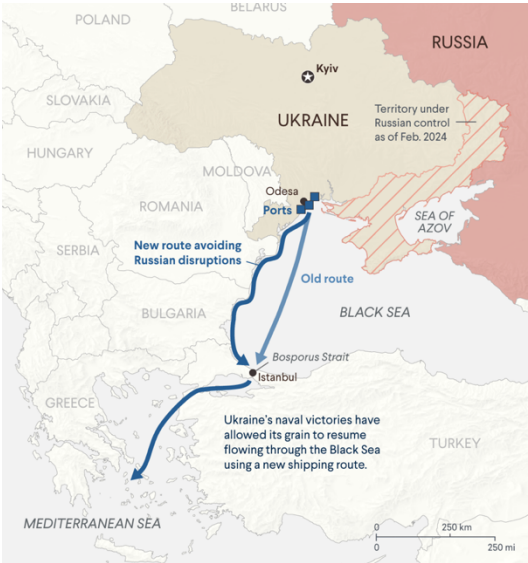 BELARUS
POLAND
RUSSIA
Kyiv
SLOVAKIA
UKRAINE
Territory under
Russian control
as of Feb. 2024
HUNGARY
MOLDOVA
Odesa
Ports
ROMANIA
SEA OF
AZOV
New route avoiding
Russian disruptions
SERBIA
Old route
BULGARIA
BLACK SEA
Bosporus Strait
Istanbul
GREECE
Ukraine's naval victories have
allowed its grain to resume
flowing through the Black Sea
using a new shipping route.
TURKEY
MEDITERRANEAN SEA
0 250 km
0 250 mi